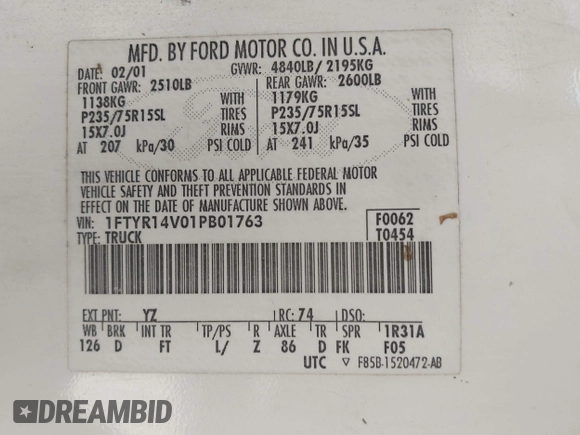 MFD. BY FORD MOTOR CO. IN U.S.A.
DATE: 02/01 GVWR: 4840LB/ 2195KG
FRONT GAWR: 2510LB REAR GAWR: 2600LB
1138KG WITH 1179KG WITH
P235/75R15SL TIRES P235/75R15SL TIRES
15X7.0J RIMS 15X7.0J RIMS
AT 207 kPa/30 PSI COLD AT 241 kPa/35 PSI COLD
THIS VEHICLE CONFORMS TO ALL APPLICABLE FEDERAL MOTOR
VEHICLE SAFETY AND THEFT PREVENTION STANDARDS IN
EFFECT ON THE DATE OF MANUFACTURE SHOWN ABOVE.
VIN: 1FTYR14V01PB01763 F0062
TYPE: TRUCK T0454
EXT PNT: YZ RC: 74 DSO:
WB BRK INT TR TP/PS R AXLE TR SPR 1R31A
126 D FT L/ Z 86 D FK F05
UTC ▽ F85B-1520472-AB
DREAMBID